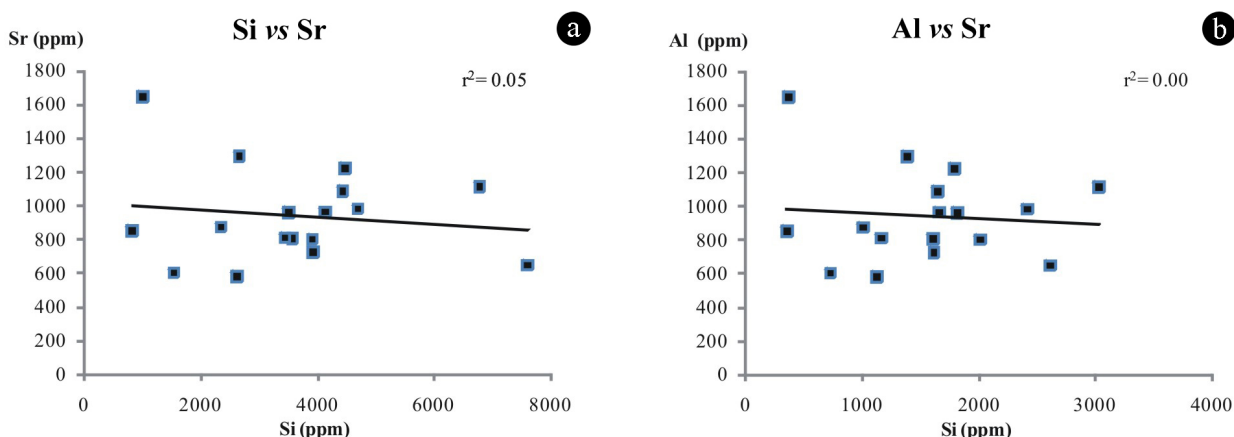 Si vs Sr
a
Sr (ppm)
r²= 0.05
1800
1600
1400
1200
1000
800
600
400
200
0
0 2000 4000 6000 8000
Si (ppm)
Al vs Sr
b
Al (ppm)
r²= 0.00
1800
1600
1400
1200
1000
800
600
400
200
0
0 1000 2000 3000 4000
Si (ppm)